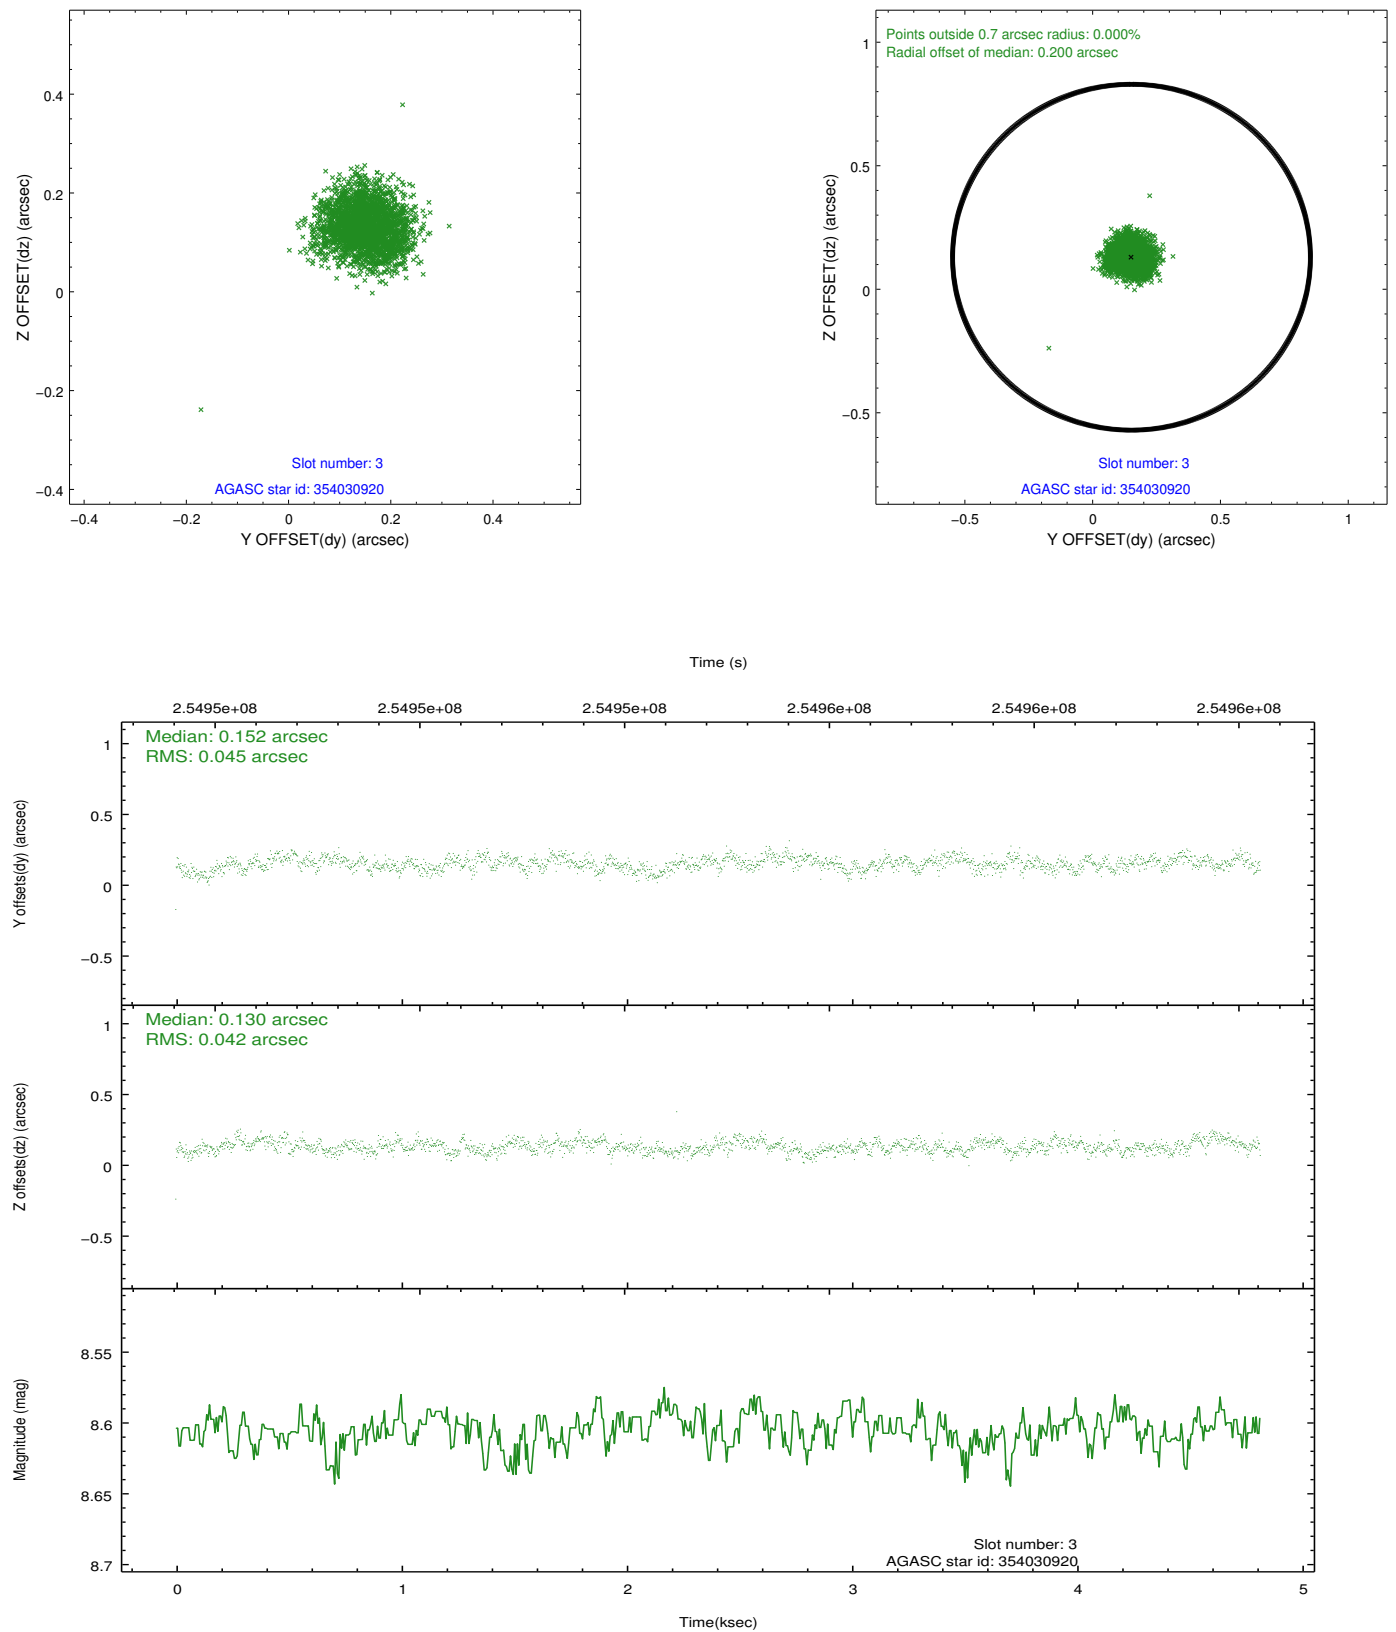 0.4
0.2
0
−0.2
−0.4
Z OFFSET(dz) (arcsec)
Slot number: 3
AGASC star id: 354030920
−0.4 −0.2 0 0.2 0.4
Y OFFSET(dy) (arcsec)
Points outside 0.7 arcsec radius: 0.000%
Radial offset of median: 0.200 arcsec
1
0.5
0
−0.5
Z OFFSET(dz) (arcsec)
Slot number: 3
AGASC star id: 354030920
−0.5 0 0.5 1
Y OFFSET(dy) (arcsec)
Time (s)
2.5495e+08 2.5495e+08 2.5495e+08 2.5496e+08 2.5496e+08 2.5496e+08
Median: 0.152 arcsec
RMS: 0.045 arcsec
1
0.5
0
−0.5
Y offsets(dy) (arcsec)
Median: 0.130 arcsec
RMS: 0.042 arcsec
1
0.5
0
−0.5
Z offsets(dz) (arcsec)
8.55
8.6
8.65
8.7
Magnitude (mag)
Slot number: 3
AGASC star id: 354030920
0 1 2 3 4 5
Time(ksec)